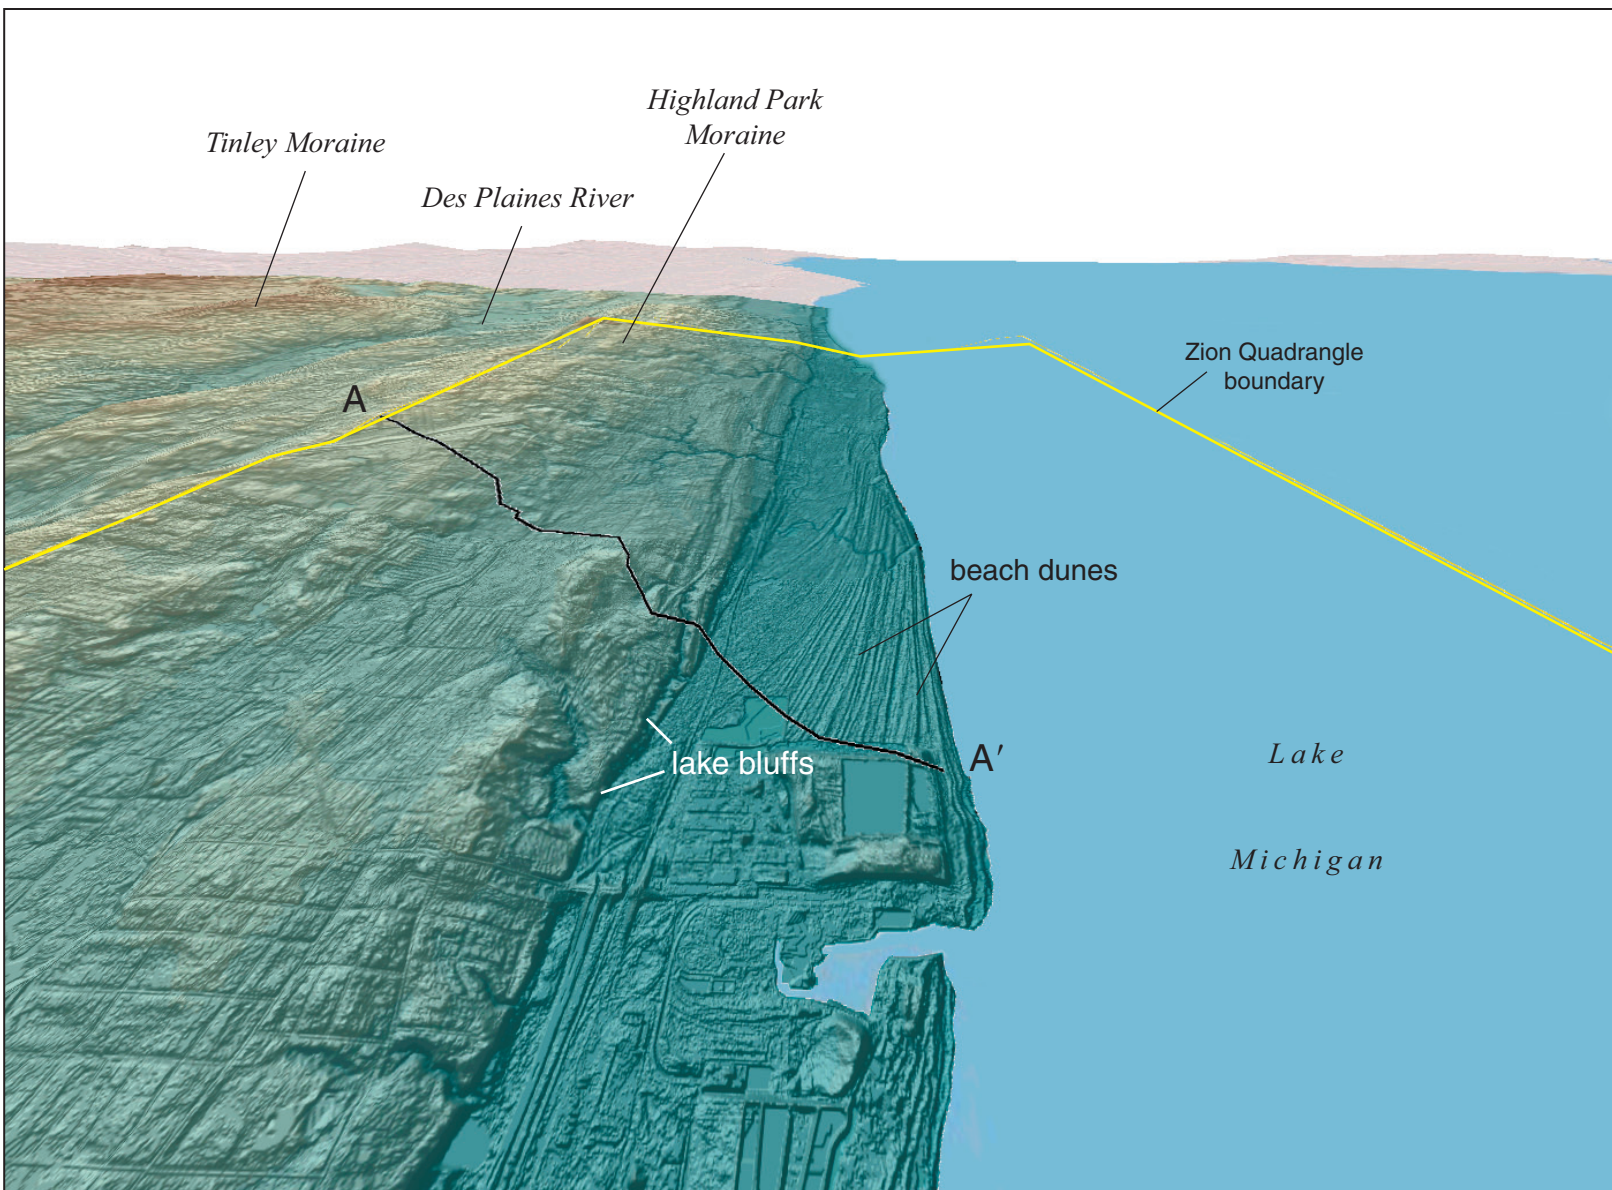 Highland Park
Moraine
Tinley Moraine
Des Plaines River
Zion Quadrangle
boundary
A
beach dunes
lake bluffs
A′
Lake
Michigan